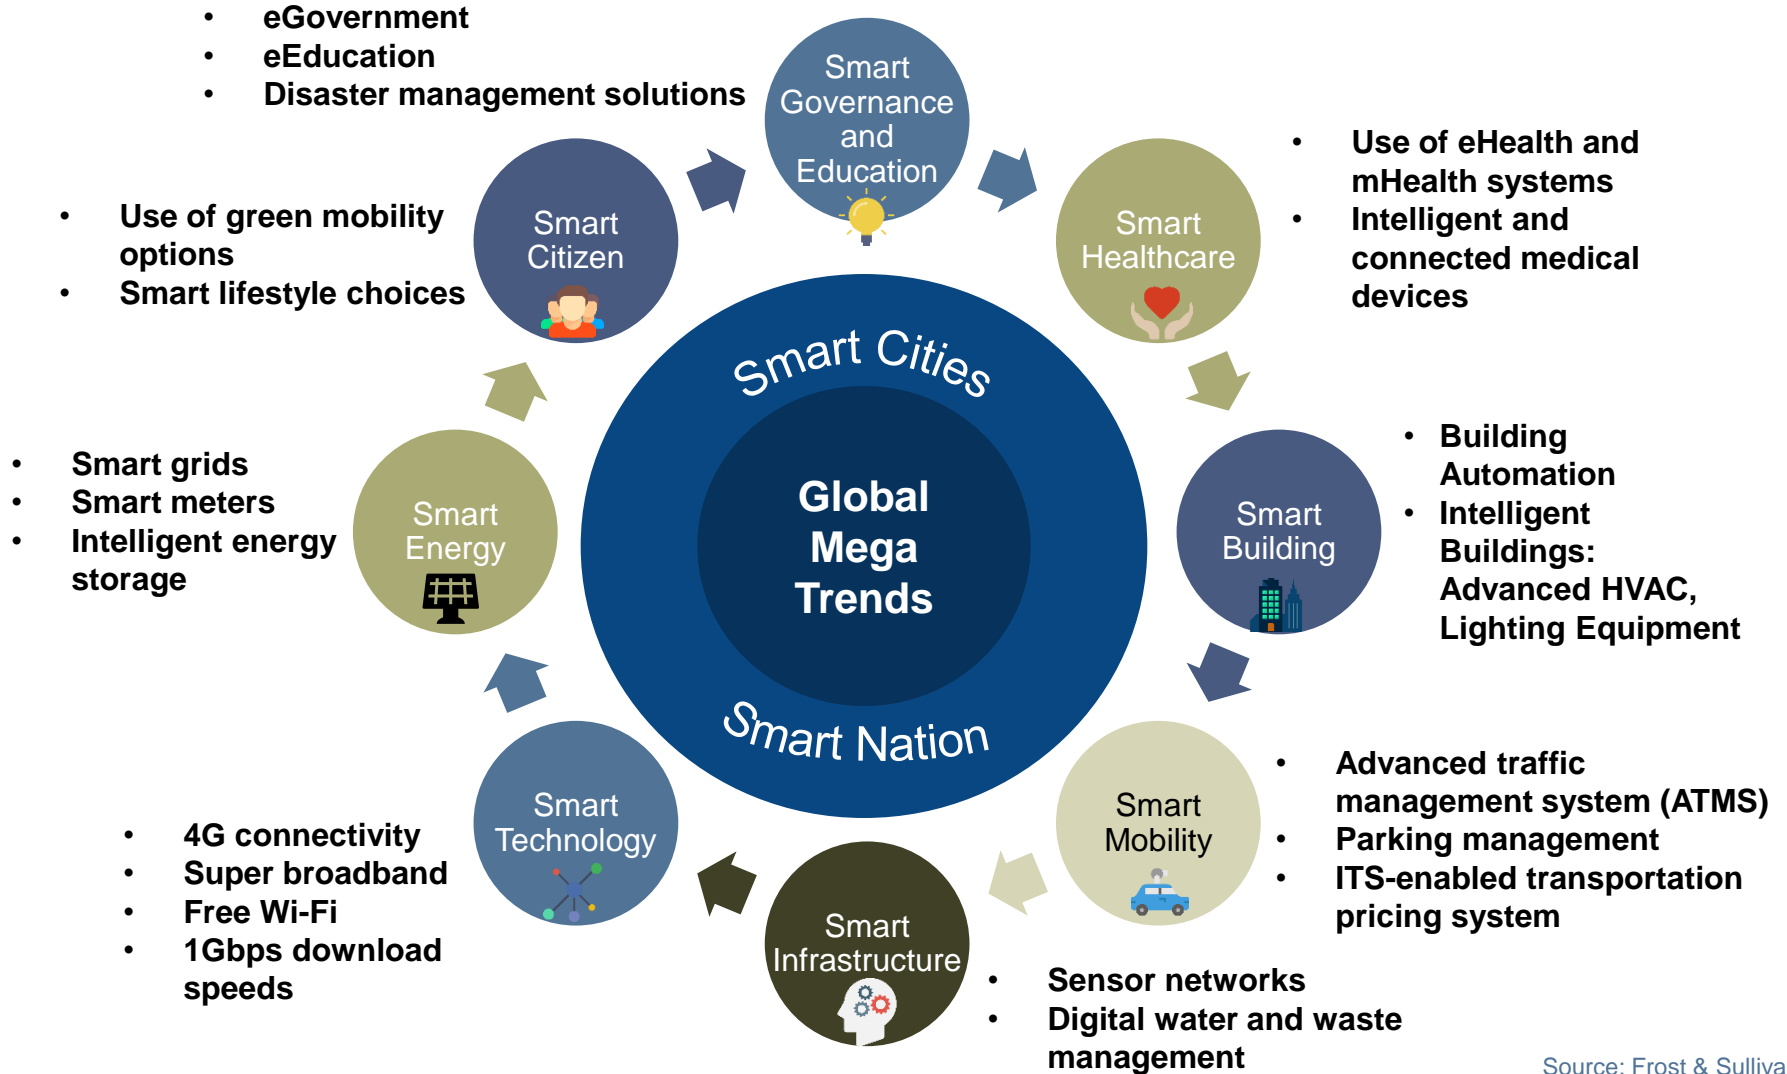 • eGovernment
• eEducation
• Disaster management solutions
Smart
Governance
and
Education
• Use of eHealth and
mHealth systems
• Intelligent and
connected medical
devices
Smart
Healthcare
• Building
Automation
• Intelligent
Buildings:
Advanced HVAC,
Lighting Equipment
Smart
Building
• Advanced traffic
management system (ATMS)
• Parking management
• ITS-enabled transportation
pricing system
Smart
Mobility
• Sensor networks
• Digital water and waste
management
Smart
Infrastructure
• 4G connectivity
• Super broadband
• Free Wi-Fi
• 1Gbps download
speeds
Smart
Technology
• Smart grids
• Smart meters
• Intelligent energy
storage
Smart
Energy
• Use of green mobility
options
• Smart lifestyle choices
Smart
Citizen
Smart Cities
Global
Mega
Trends
Smart Nation
Source: Frost & Sulliva